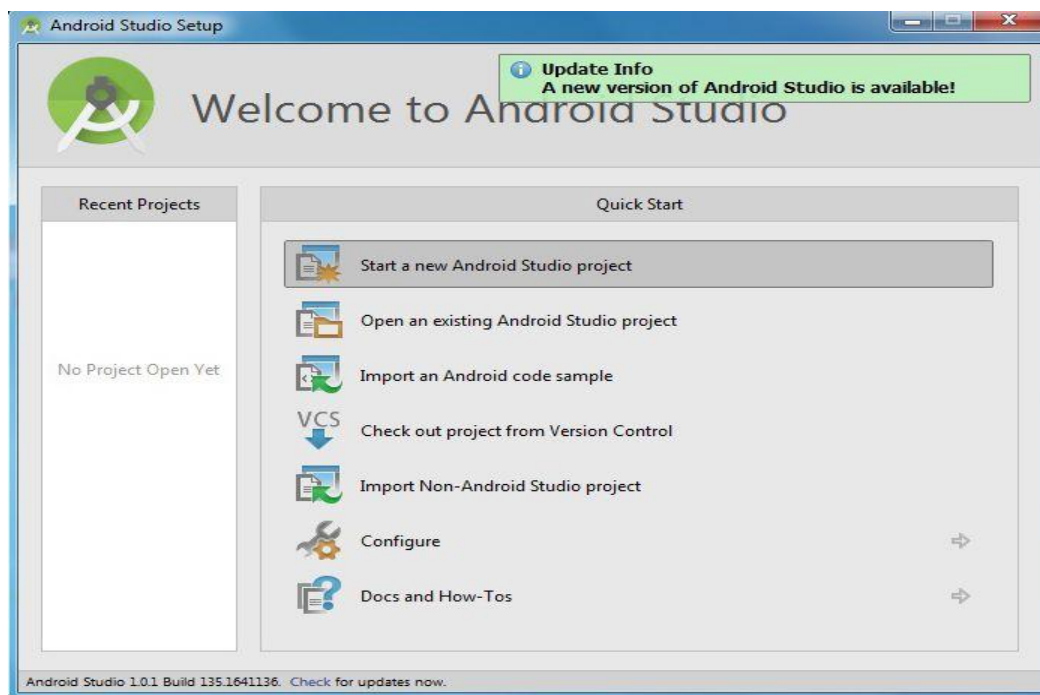 Android Studio Setup
Update Info
A new version of Android Studio is available!
Welcome to Android Studio
Recent Projects
No Project Open Yet
Quick Start
Start a new Android Studio project
Open an existing Android Studio project
Import an Android code sample
VCS
Check out project from Version Control
Import Non-Android Studio project
Configure
Docs and How-Tos
Android Studio 1.0.1 Build 135.1641136. Check for updates now.